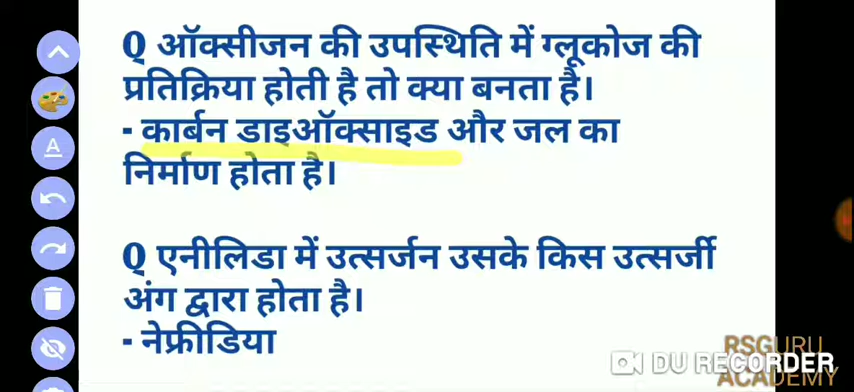 Q ऑक्सीजन की उपस्थिति में ग्लूकोज की
प्रतिक्रिया होती है तो क्या बनता है।
- कार्बन डाइऑक्साइड और जल का
निर्माण होता है।
Q एनीलिडा में उत्सर्जन उसके किस उत्सर्जी
अंग द्वारा होता है।
- नेफ्रीडिया
A
RSGURU
DU RECORDER
ACADEMY